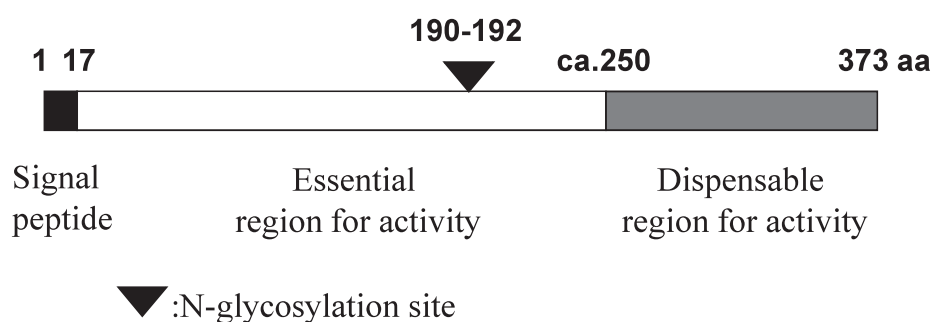 190-192
1 17 ca.250 373 aa
Signal
peptide
Essential
region for activity
Dispensable
region for activity
:N-glycosylation site